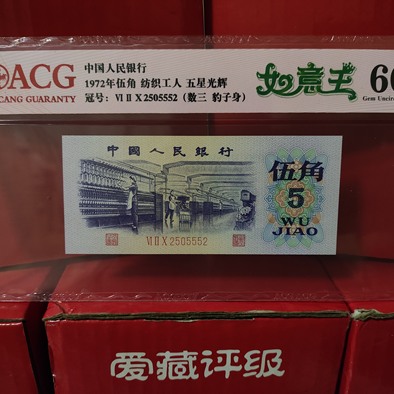 ACG
CANG GUARANTY
中国人民银行
1972年伍角 纺织工人 五星光辉
冠号: VI II X 2505552 (数三 豹子身)
如意王
66
Gem Uncirc
中国人民银行
伍角
5
WU
JIAO
VI II X 2505552
爱藏评级